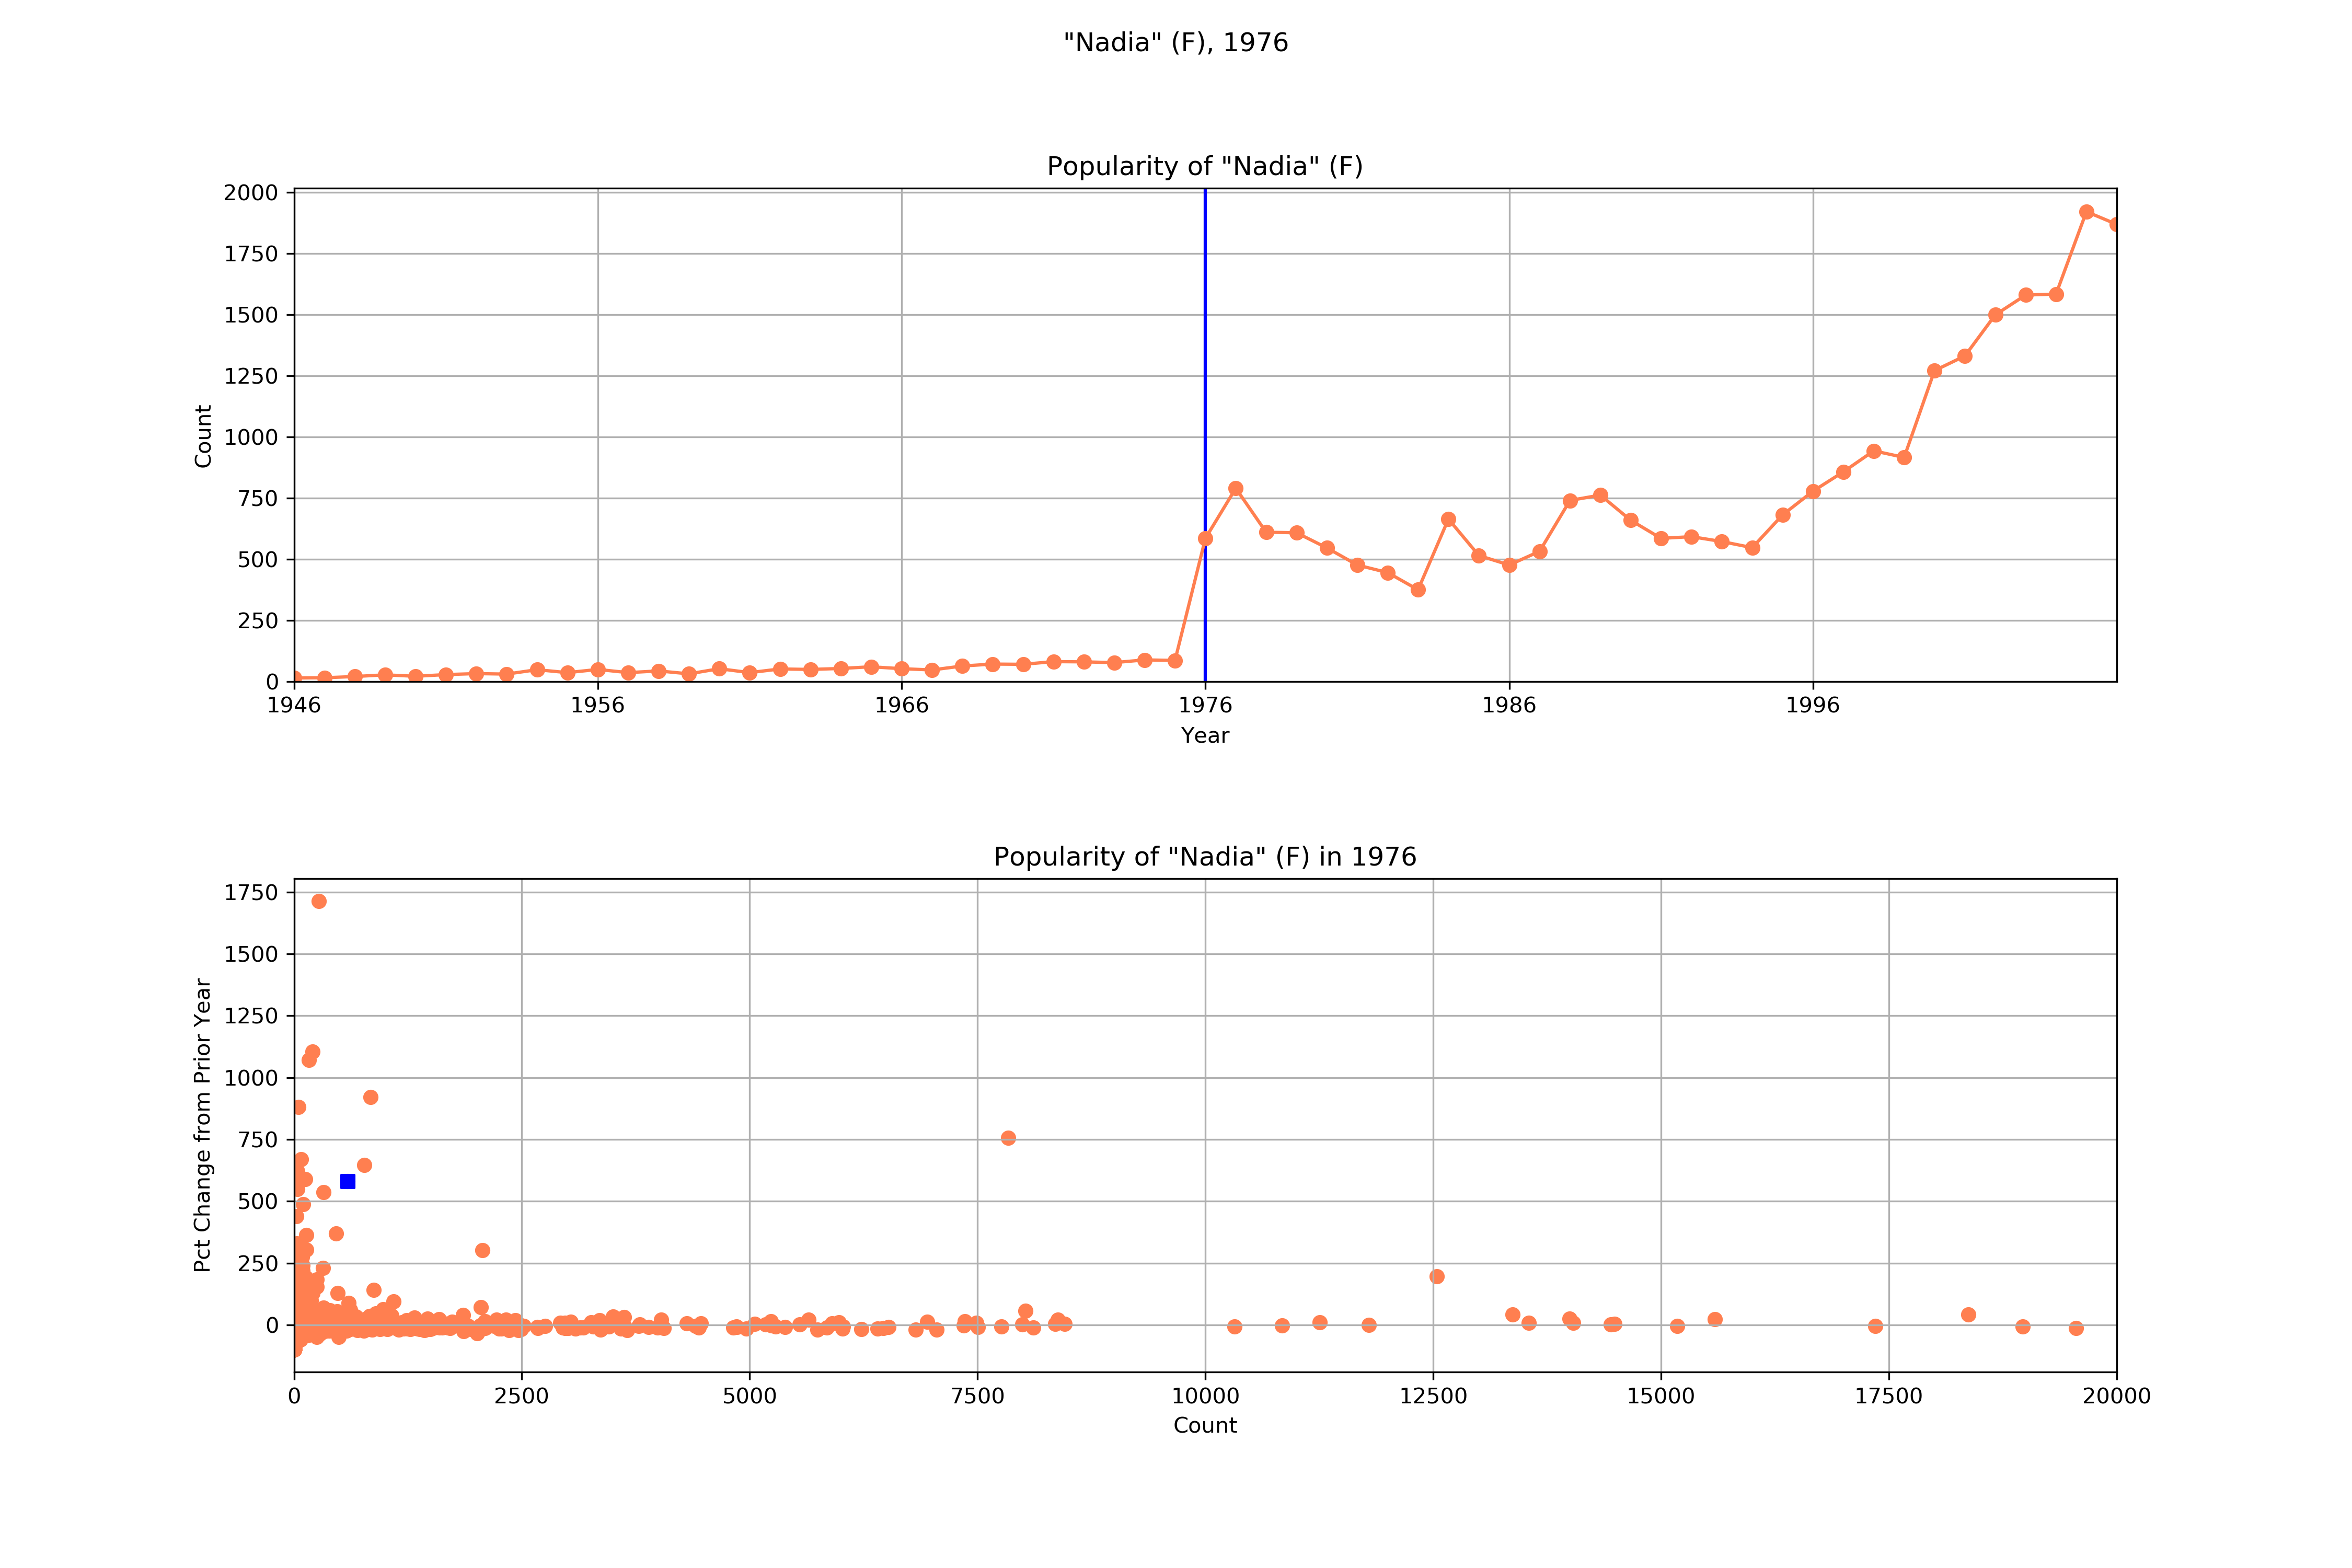 "Nadia" (F), 1976
Popularity of "Nadia" (F)
2000
1750
1500
1250
1000
750
500
250
0
Count
1946 1956 1966 1976 1986 1996
Year
Popularity of "Nadia" (F) in 1976
1750
1500
1250
1000
750
500
250
0
Pct Change from Prior Year
0 2500 5000 7500 10000 12500 15000 17500 20000
Count